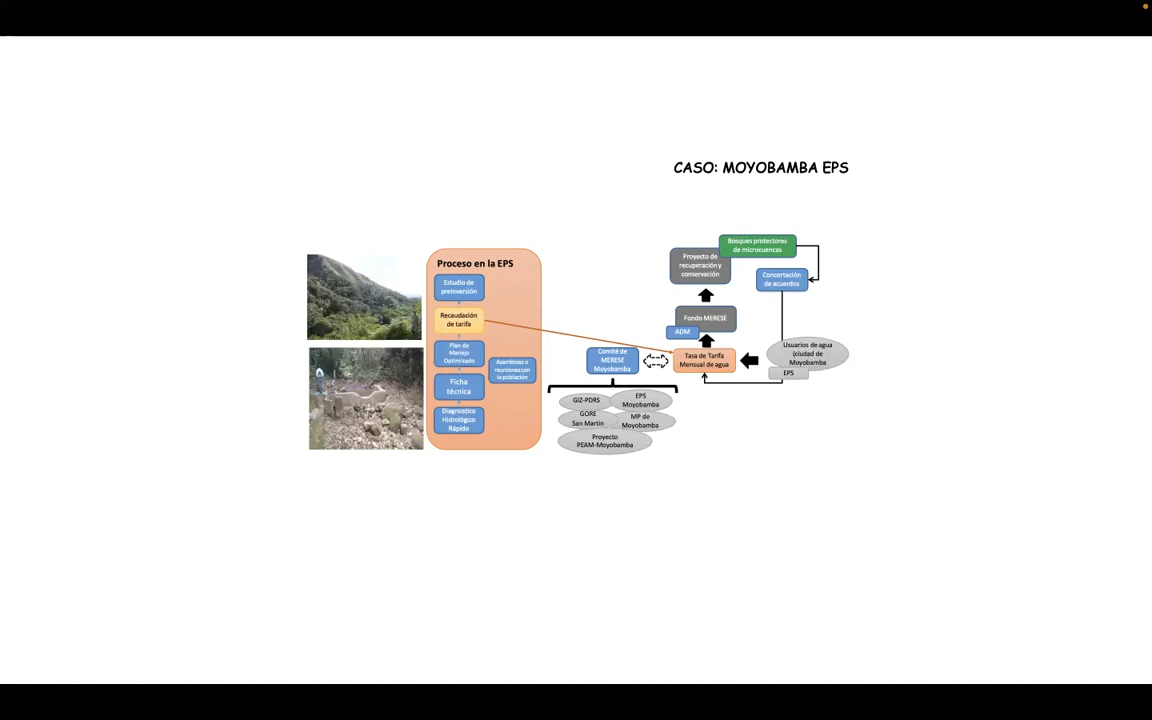 CASO: MOYOBAMBA EPS
Proceso en la EPS
Estudio de
preinversión
Recaudación
de tarifa
Plan de
Manejo
Optimizado
Asambleas o
reuniones con
la población
Ficha
técnica
Diagnostico
Hidrológico
Rápido
Bosques protectores
de microcuencas
Proyecto de
recuperación y
conservación
Concertación
de acuerdos
Fondo MERESE
ADM
Comité de
MERESE
Moyobamba
Tasa de Tarifa
Mensual de agua
Usuarios de agua
(ciudad de
Moyobamba
EPS
GIZ-PDRS
EPS
Moyobamba
GORE
San Martin
MP de
Moyobamba
Proyecto
PEAM-Moyobamba